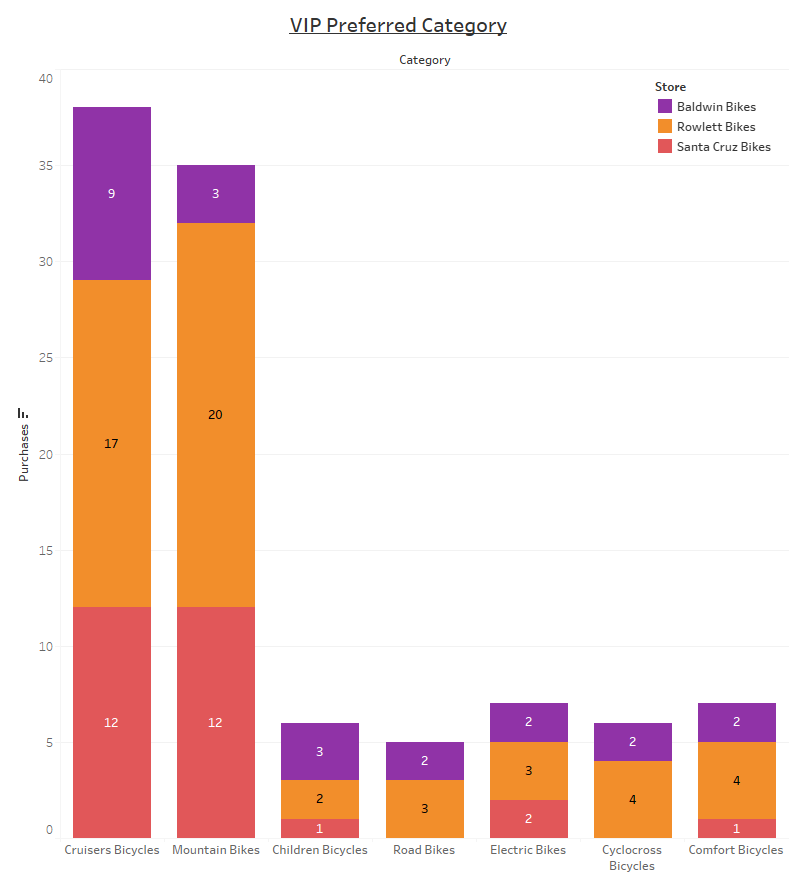 VIP Preferred Category
Category
Store
Baldwin Bikes
Rowlett Bikes
Santa Cruz Bikes
Purchases
40
35
30
25
20
15
10
5
0
9
17
12
3
20
12
3
2
1
2
3
2
3
2
2
4
2
4
1
Cruisers Bicycles
Mountain Bikes
Children Bicycles
Road Bikes
Electric Bikes
Cyclocross
Bicycles
Comfort Bicycles